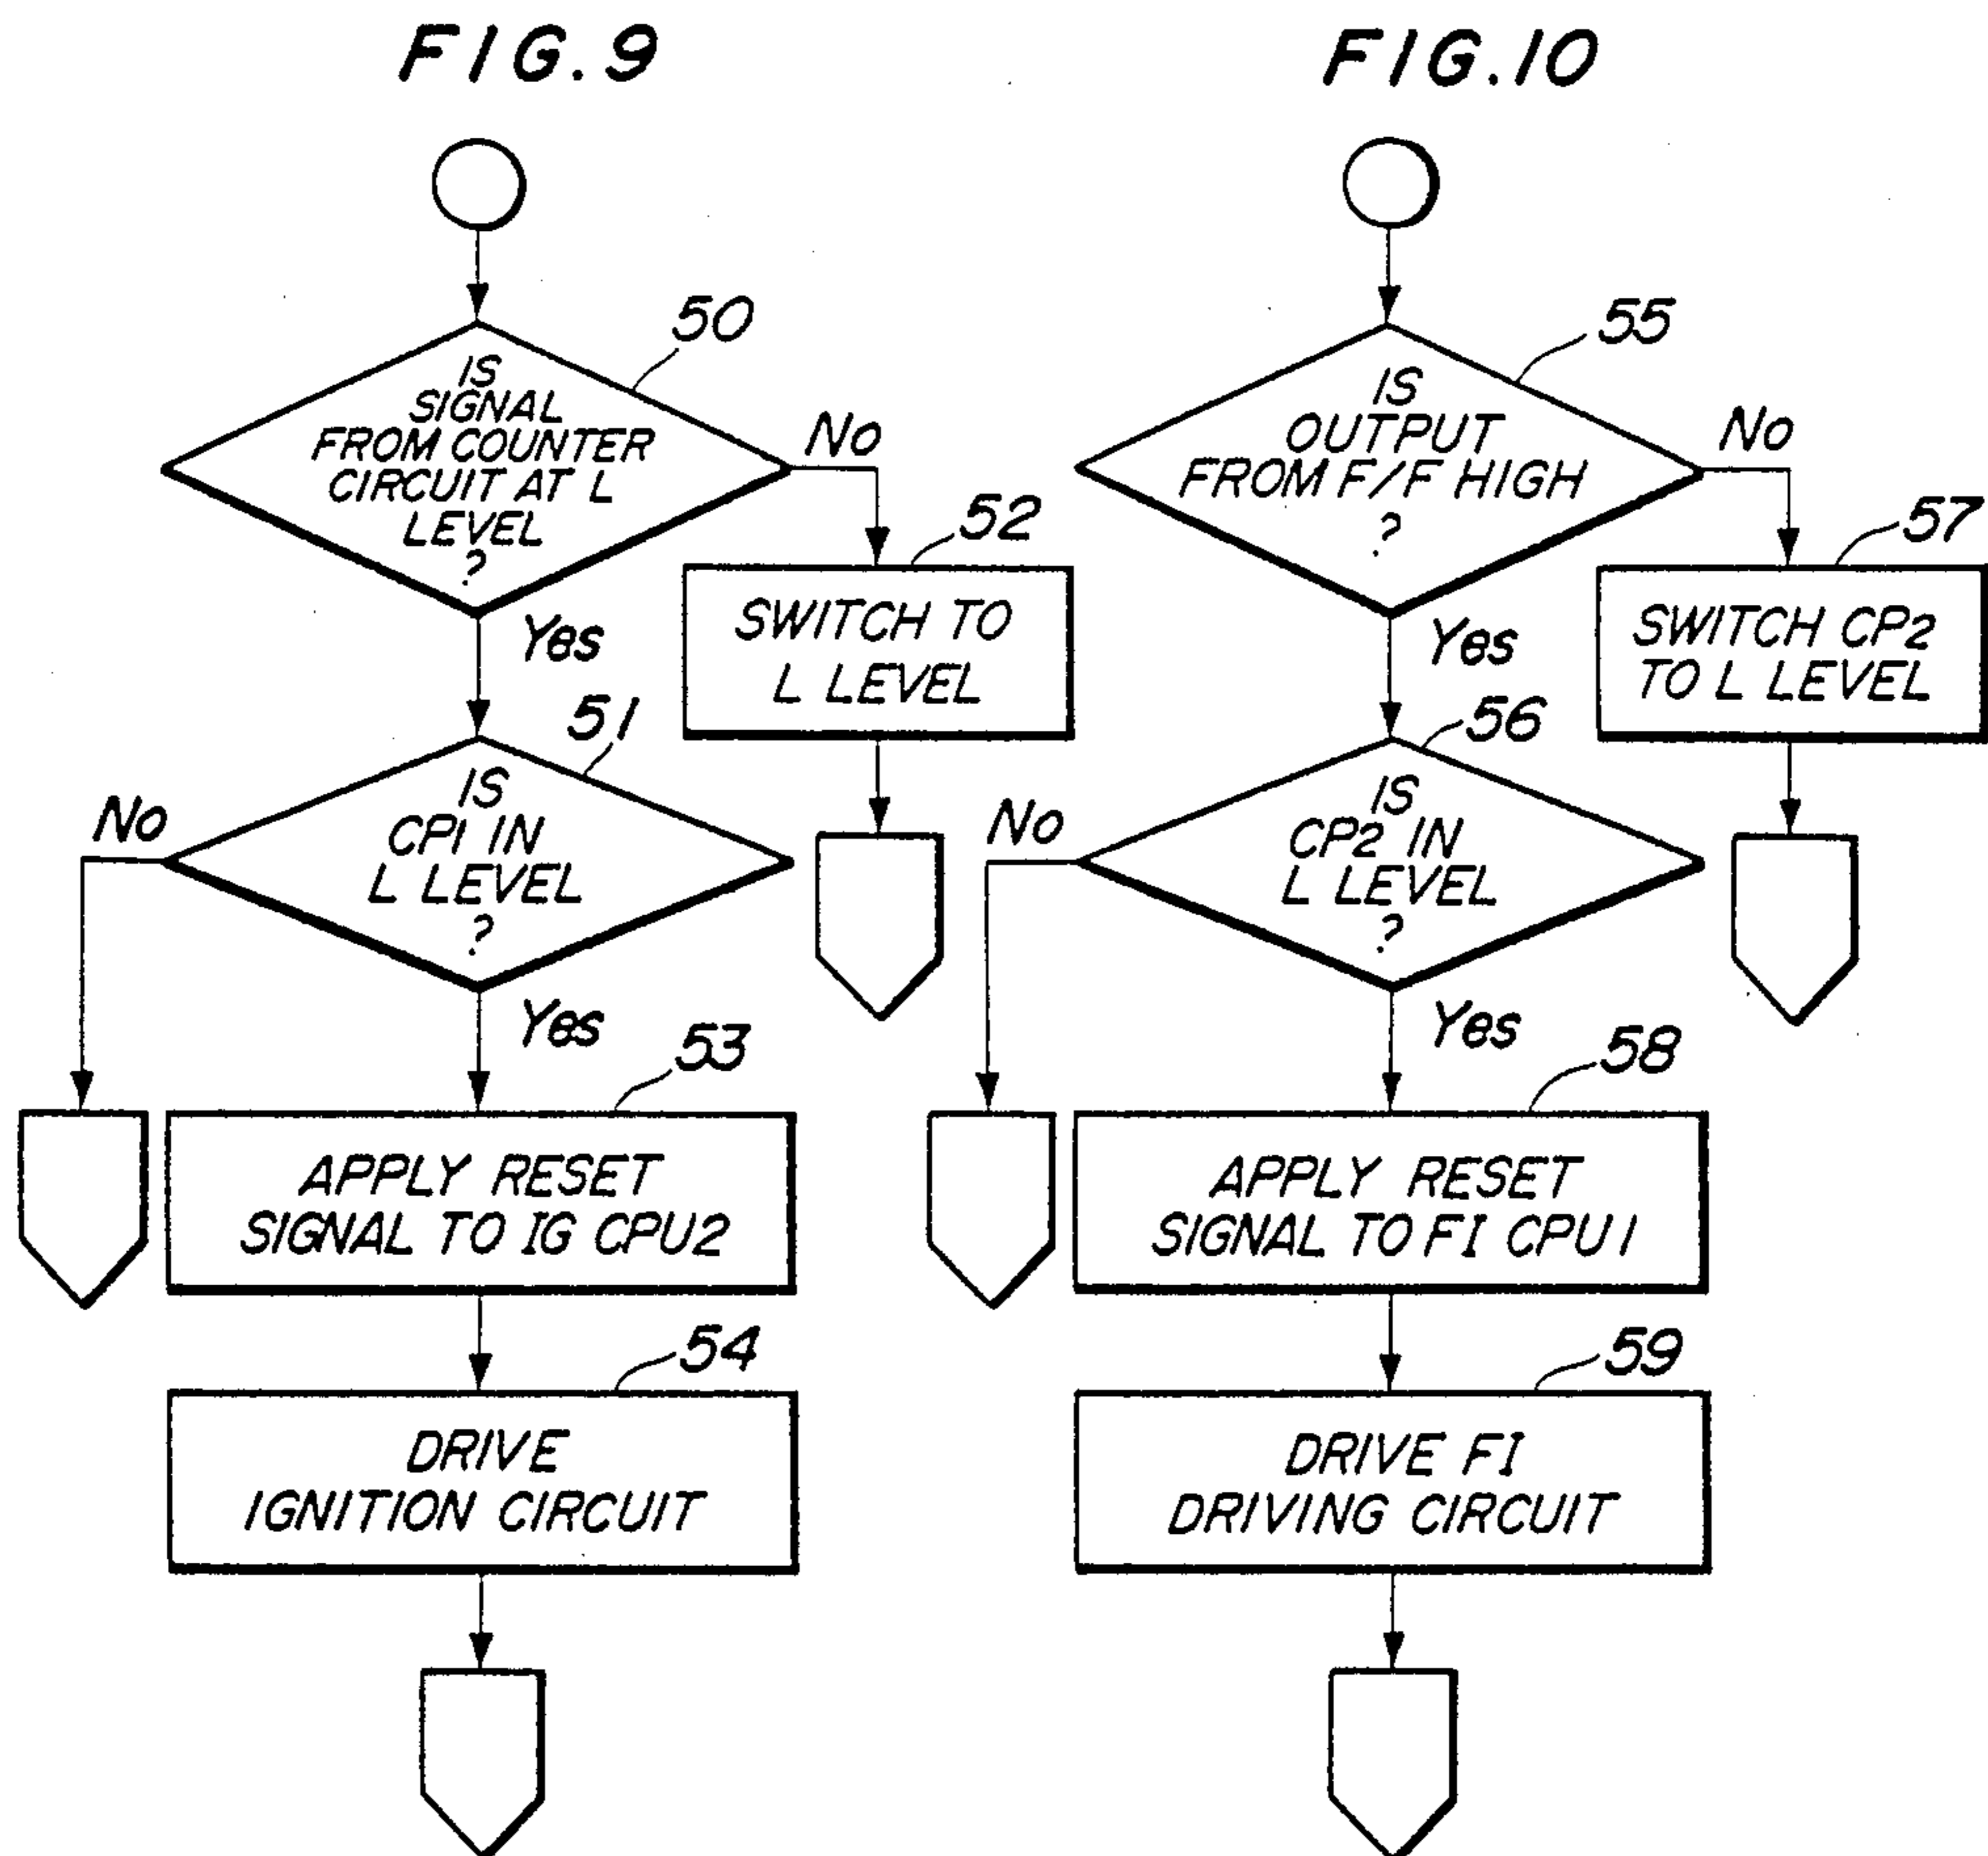 FIG. 9
50
IS
SIGNAL
FROM COUNTER
CIRCUIT AT L
LEVEL
?
No
Yes
52
SWITCH TO
L LEVEL
51
IS
CP1 IN
L LEVEL
?
No
Yes
53
APPLY RESET
SIGNAL TO IG CPU2
54
DRIVE
IGNITION CIRCUIT
FIG. 10
55
IS
OUTPUT
FROM F/F HIGH
?
No
Yes
57
SWITCH CP2
TO L LEVEL
56
IS
CP2 IN
L LEVEL
?
No
Yes
58
APPLY RESET
SIGNAL TO FI CPU1
59
DRIVE FI
DRIVING CIRCUIT